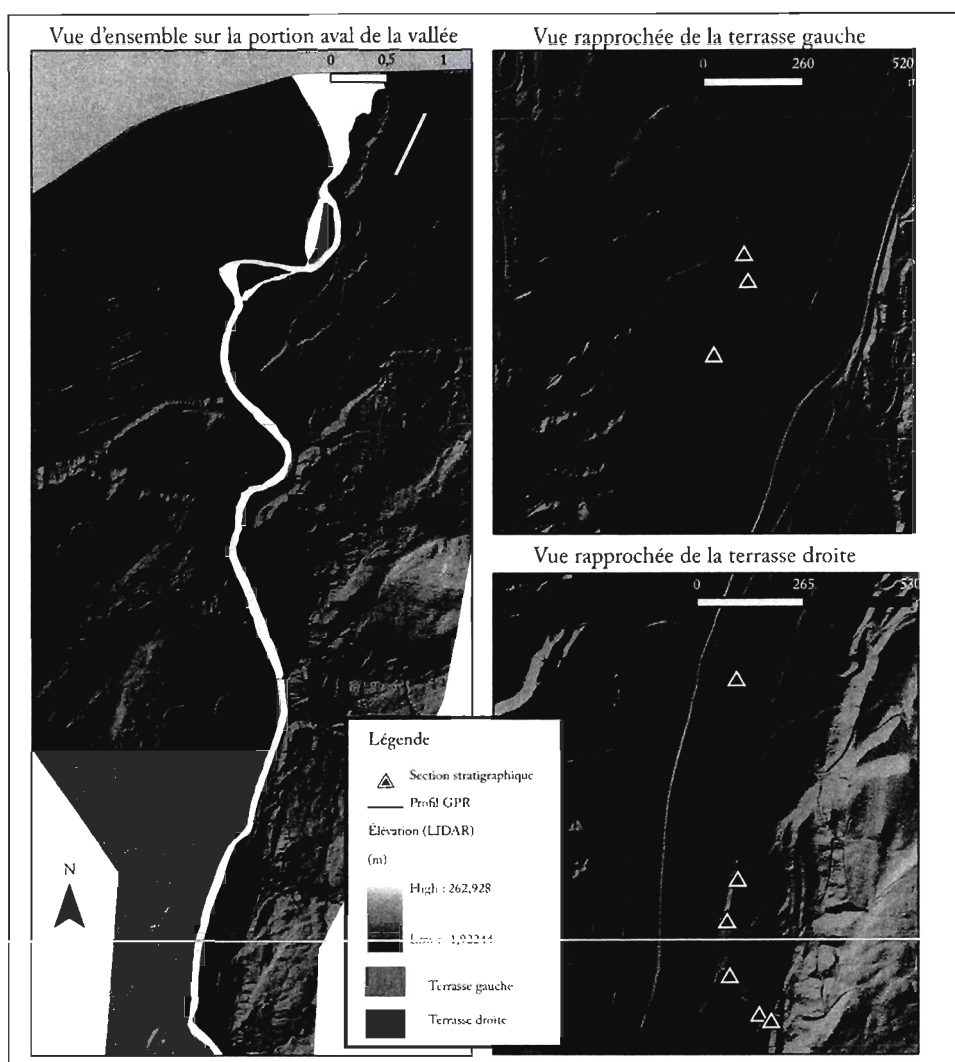 Vue d'ensemble sur la portion aval de la vallée
0 0,5 1
N
Vue rapprochée de la terrasse gauche
0 260 520
Vue rapprochée de la terrasse droite
0 265 530
Légende
Section stratigraphique
Profil GPR
Élévation (LIDAR)
(m)
High : 262,928
Terrasse gauche
Terrasse droite